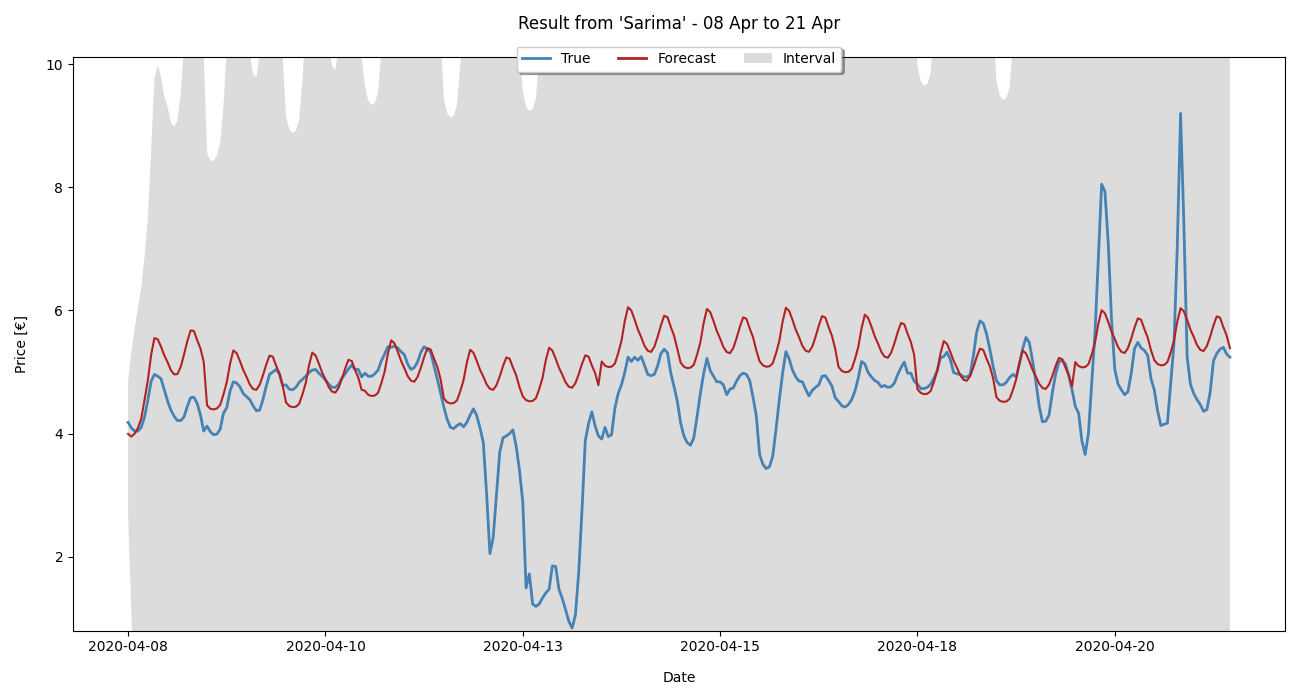 Result from 'Sarima' - 08 Apr to 21 Apr
True Forecast Interval
10
8
6
4
2
Price [€]
2020-04-08 2020-04-10 2020-04-13 2020-04-15 2020-04-18 2020-04-20
Date